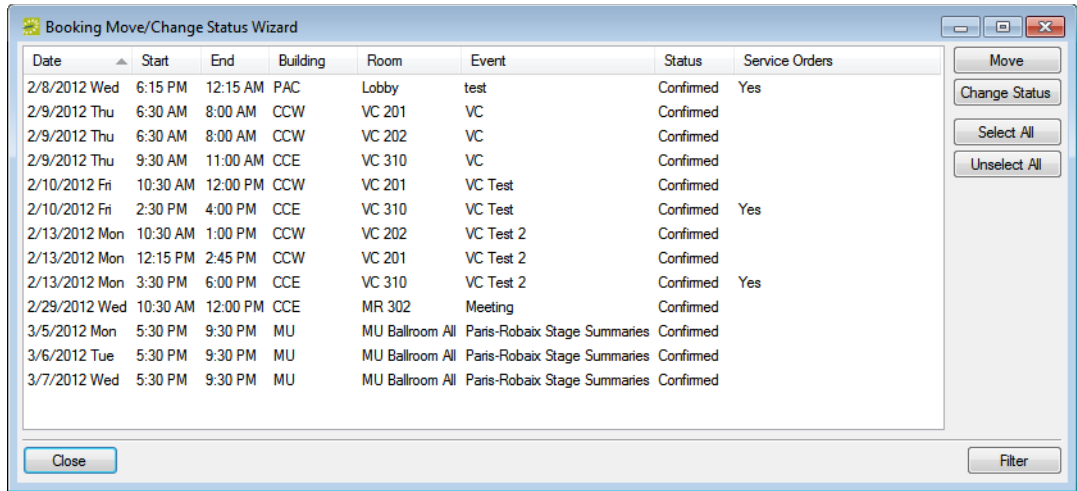 Booking Move/Change Status Wizard
Date Start End Building Room Event Status Service Orders
2/8/2012 Wed 6:15 PM 12:15 AM PAC Lobby test Confirmed Yes
2/9/2012 Thu 6:30 AM 8:00 AM CCW VC 201 VC Confirmed
2/9/2012 Thu 6:30 AM 8:00 AM CCW VC 202 VC Confirmed
2/9/2012 Thu 9:30 AM 11:00 AM CCE VC 310 VC Confirmed
2/10/2012 Fri 10:30 AM 12:00 PM CCW VC 201 VC Test Confirmed
2/10/2012 Fri 2:30 PM 4:00 PM CCE VC 310 VC Test Confirmed Yes
2/13/2012 Mon 10:30 AM 1:00 PM CCW VC 202 VC Test 2 Confirmed
2/13/2012 Mon 12:15 PM 2:45 PM CCW VC 201 VC Test 2 Confirmed
2/13/2012 Mon 3:30 PM 6:00 PM CCE VC 310 VC Test 2 Confirmed Yes
2/29/2012 Wed 10:30 AM 12:00 PM CCE MR 302 Meeting Confirmed
3/5/2012 Mon 5:30 PM 9:30 PM MU MU Ballroom All Paris-Robaix Stage Summaries Confirmed
3/6/2012 Tue 5:30 PM 9:30 PM MU MU Ballroom All Paris-Robaix Stage Summaries Confirmed
3/7/2012 Wed 5:30 PM 9:30 PM MU MU Ballroom All Paris-Robaix Stage Summaries Confirmed
Move
Change Status
Select All
Unselect All
Close
Filter